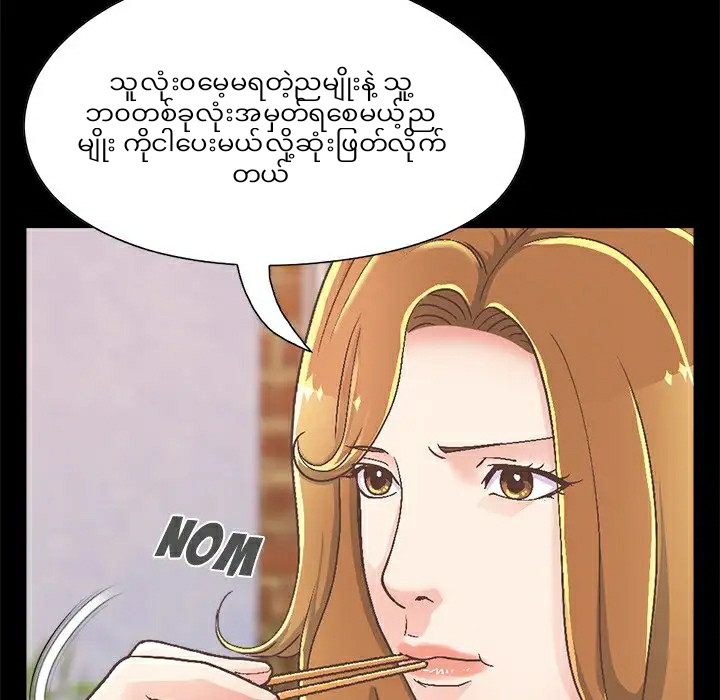 သူလုံးဝမေ့မရတဲ့ညမျိုးနဲ့ သူ့
ဘဝတစ်ခုလုံးအမှတ်ရစေမယ့်ည
မျိုး ကိုငါပေးမယ်လို့ဆုံးဖြတ်လိုက်
တယ်
NOM